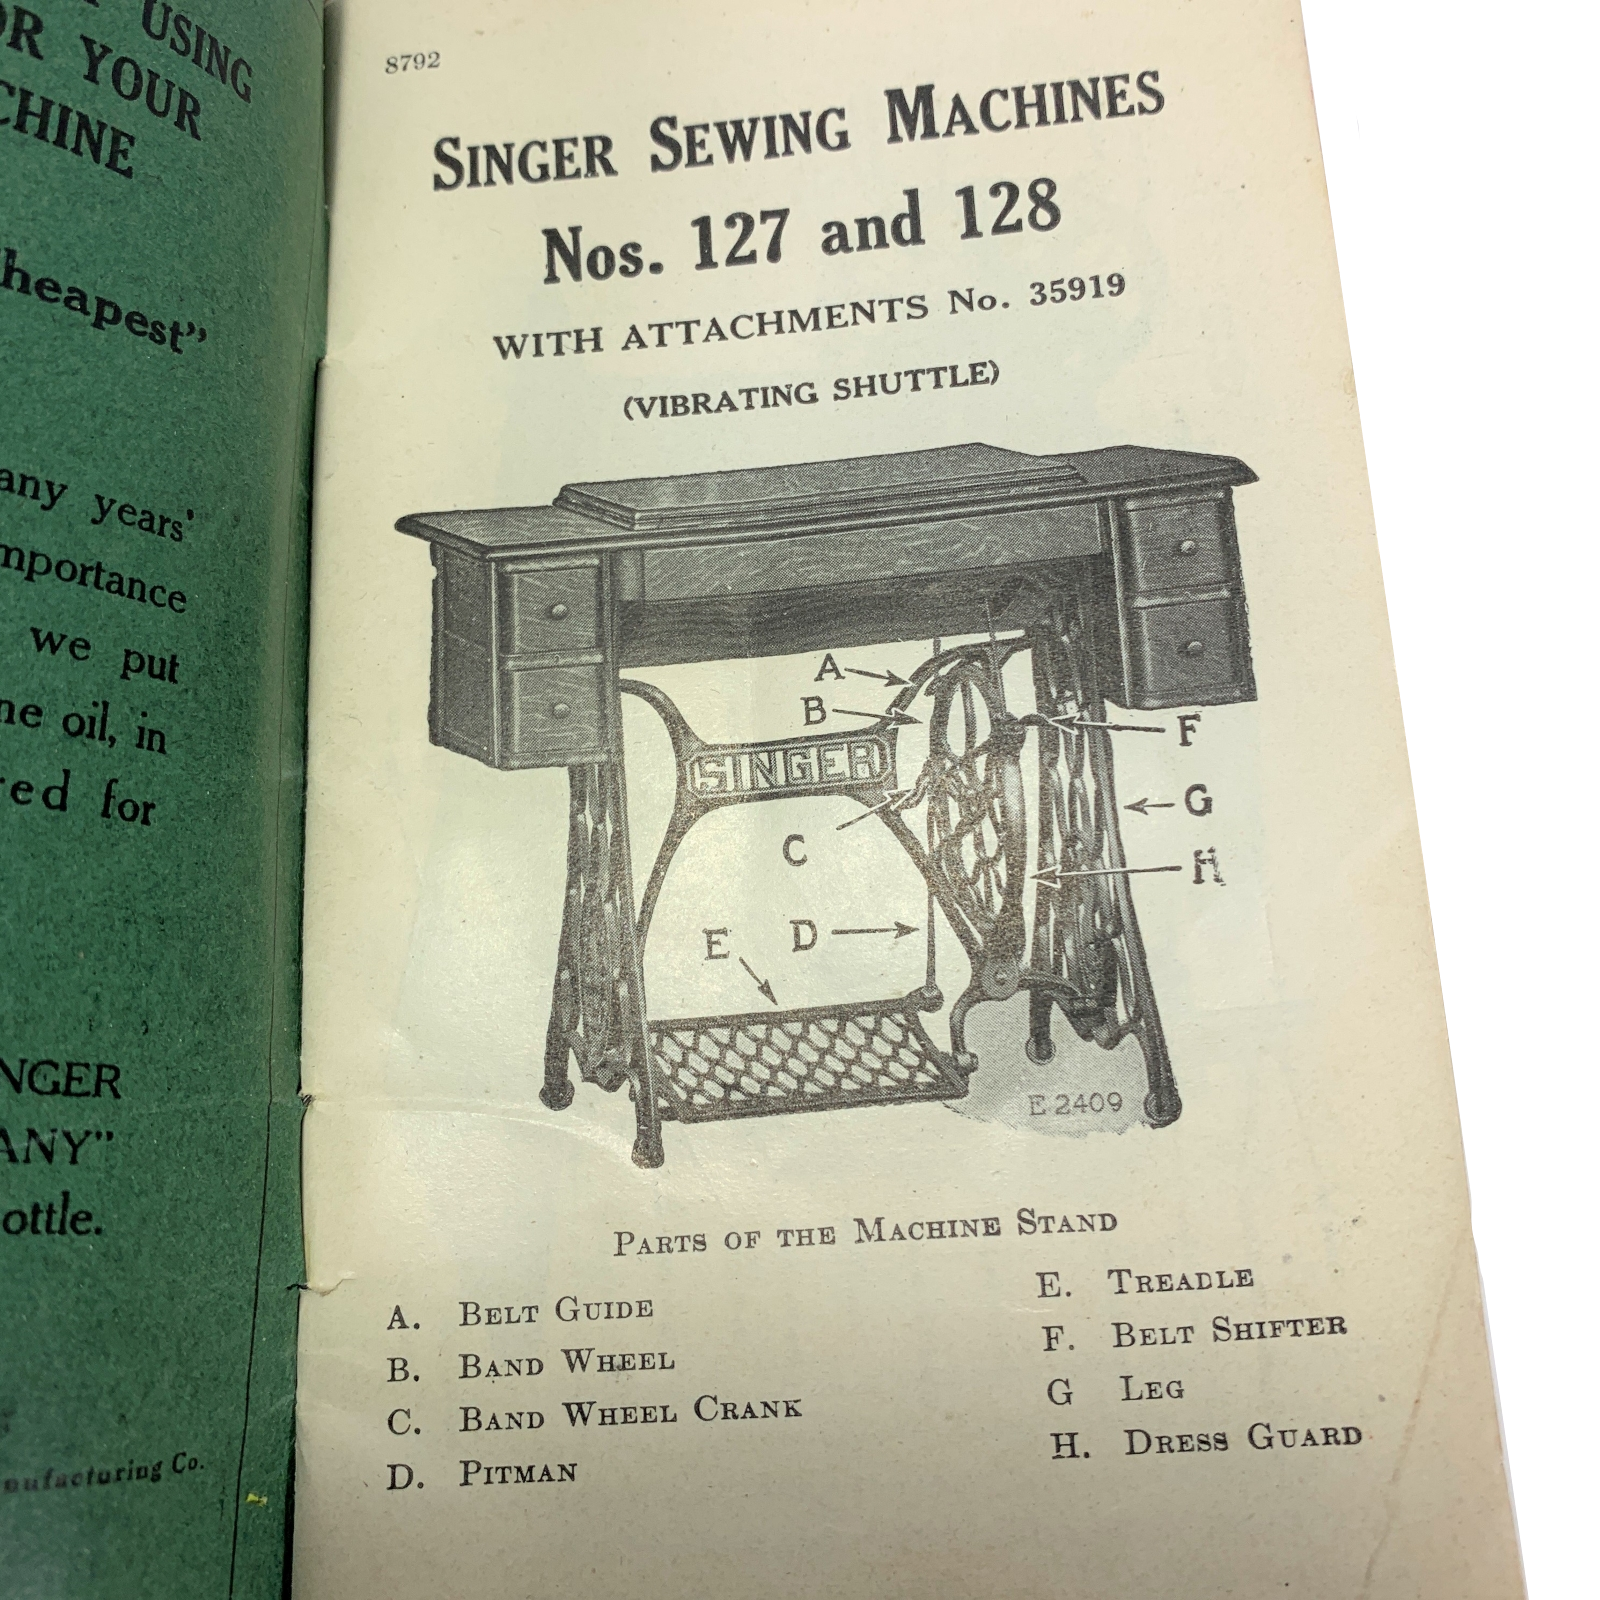 USING
OR YOUR
CHINE
heapest"
any years'
mportance
we put
ne oil, in
red for
NGER
ANY"
ottle.
nufacturing Co.
8792
SINGER SEWING MACHINES
Nos. 127 and 128
WITH ATTACHMENTS No. 35919
(VIBRATING SHUTTLE)
A
B
F
SINGER
G
C
H
D
E
E 2409
PARTS OF THE MACHINE STAND
A. BELT GUIDE
B. BAND WHEEL
C. BAND WHEEL CRANK
D. PITMAN
E. TREADLE
F. BELT SHIFTER
G LEG
H. DRESS GUARD